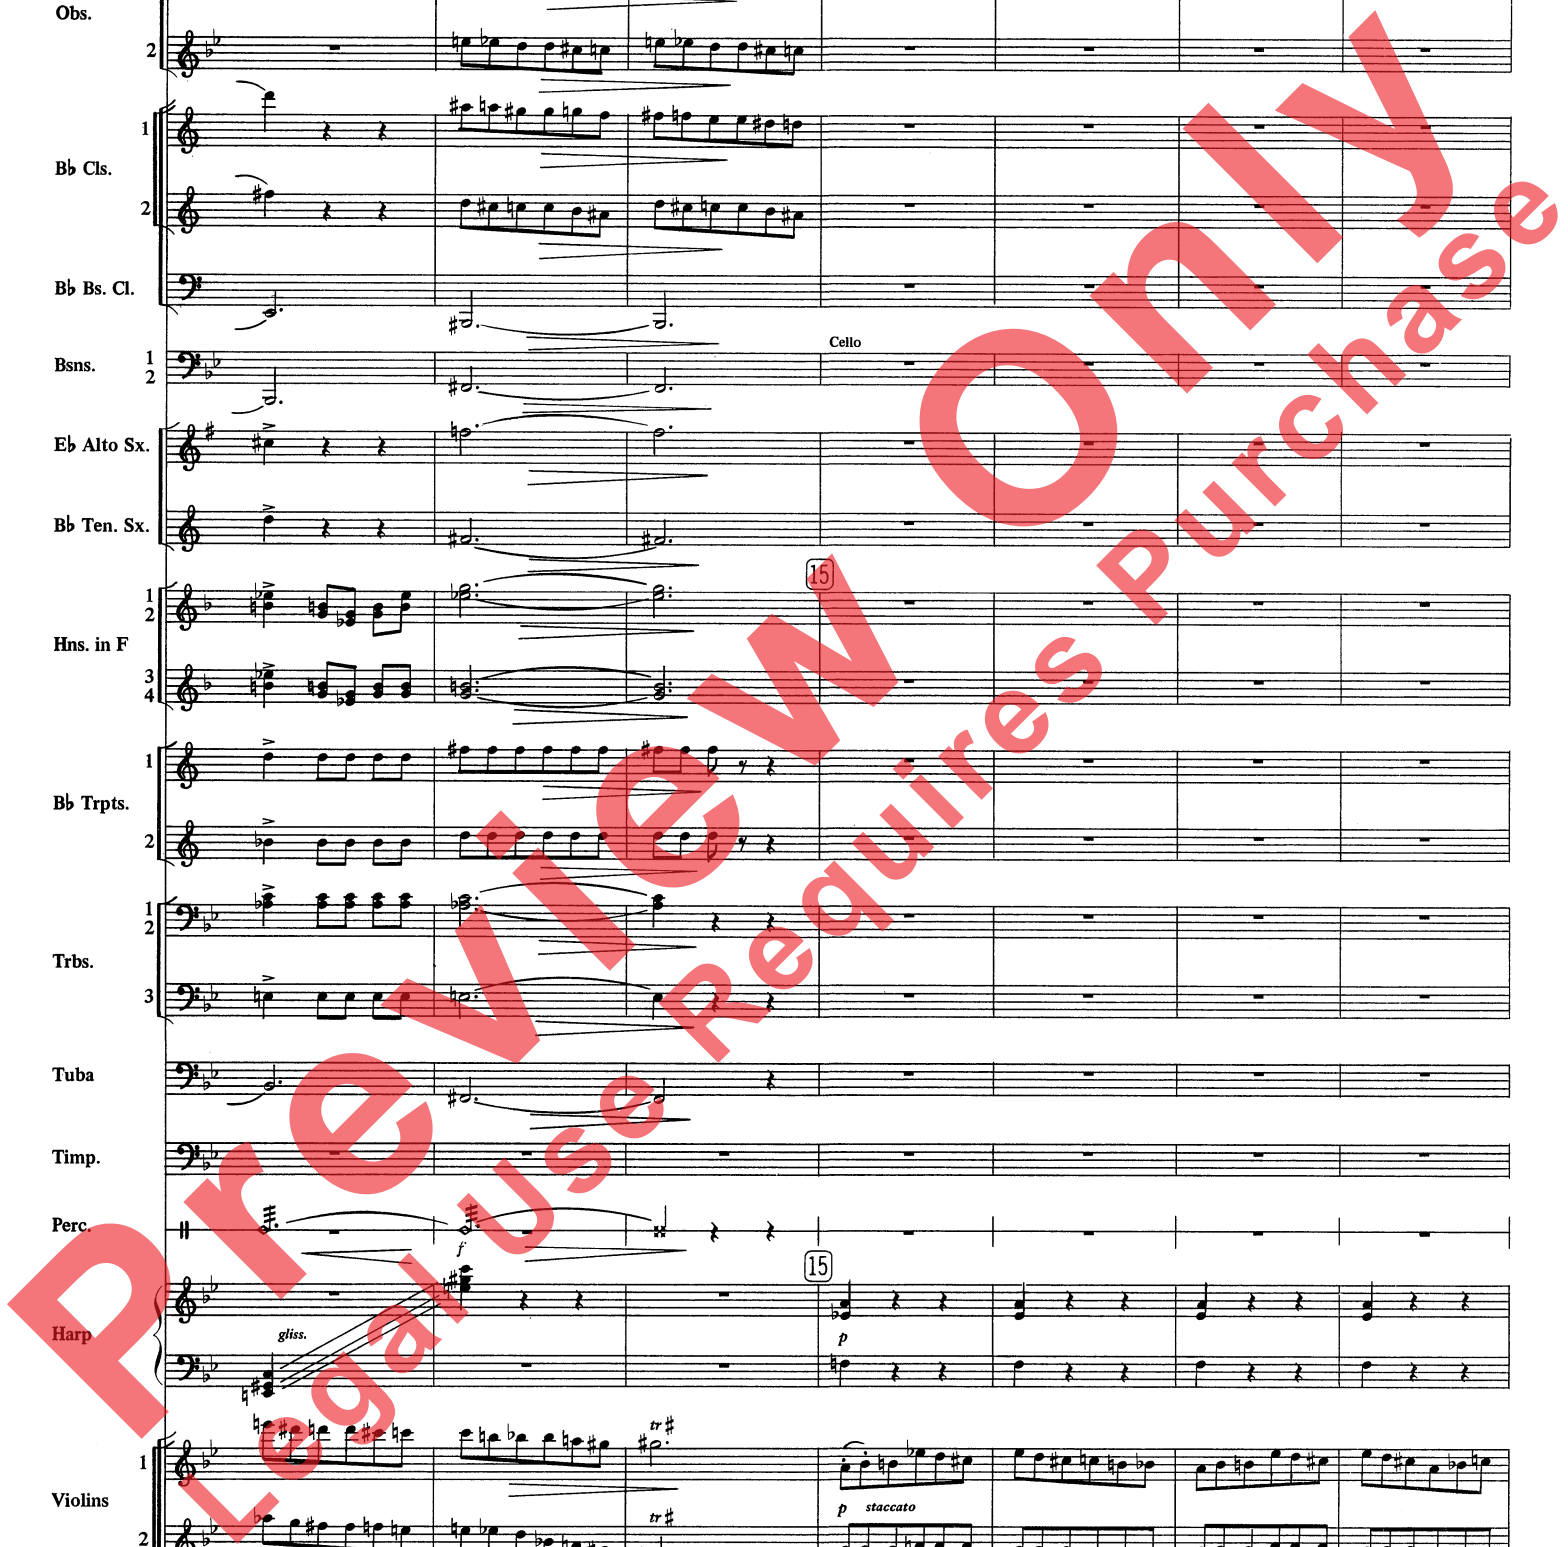 Obs.
2
1
B♭ Cls.
2
B♭ Bs. Cl.
Bsns.
1
2
Cello
E♭ Alto Sx.
B♭ Ten. Sx.
15
1
2
Hns. in F
3
4
1
B♭ Trpts.
2
1
2
Trbs.
3
Tuba
Timp.
Perc.
f
15
Harp
gliss.
p
tr♯
1
Violins
p staccato
tr♯
2
Preview Only
Legal Use Requires Purchase